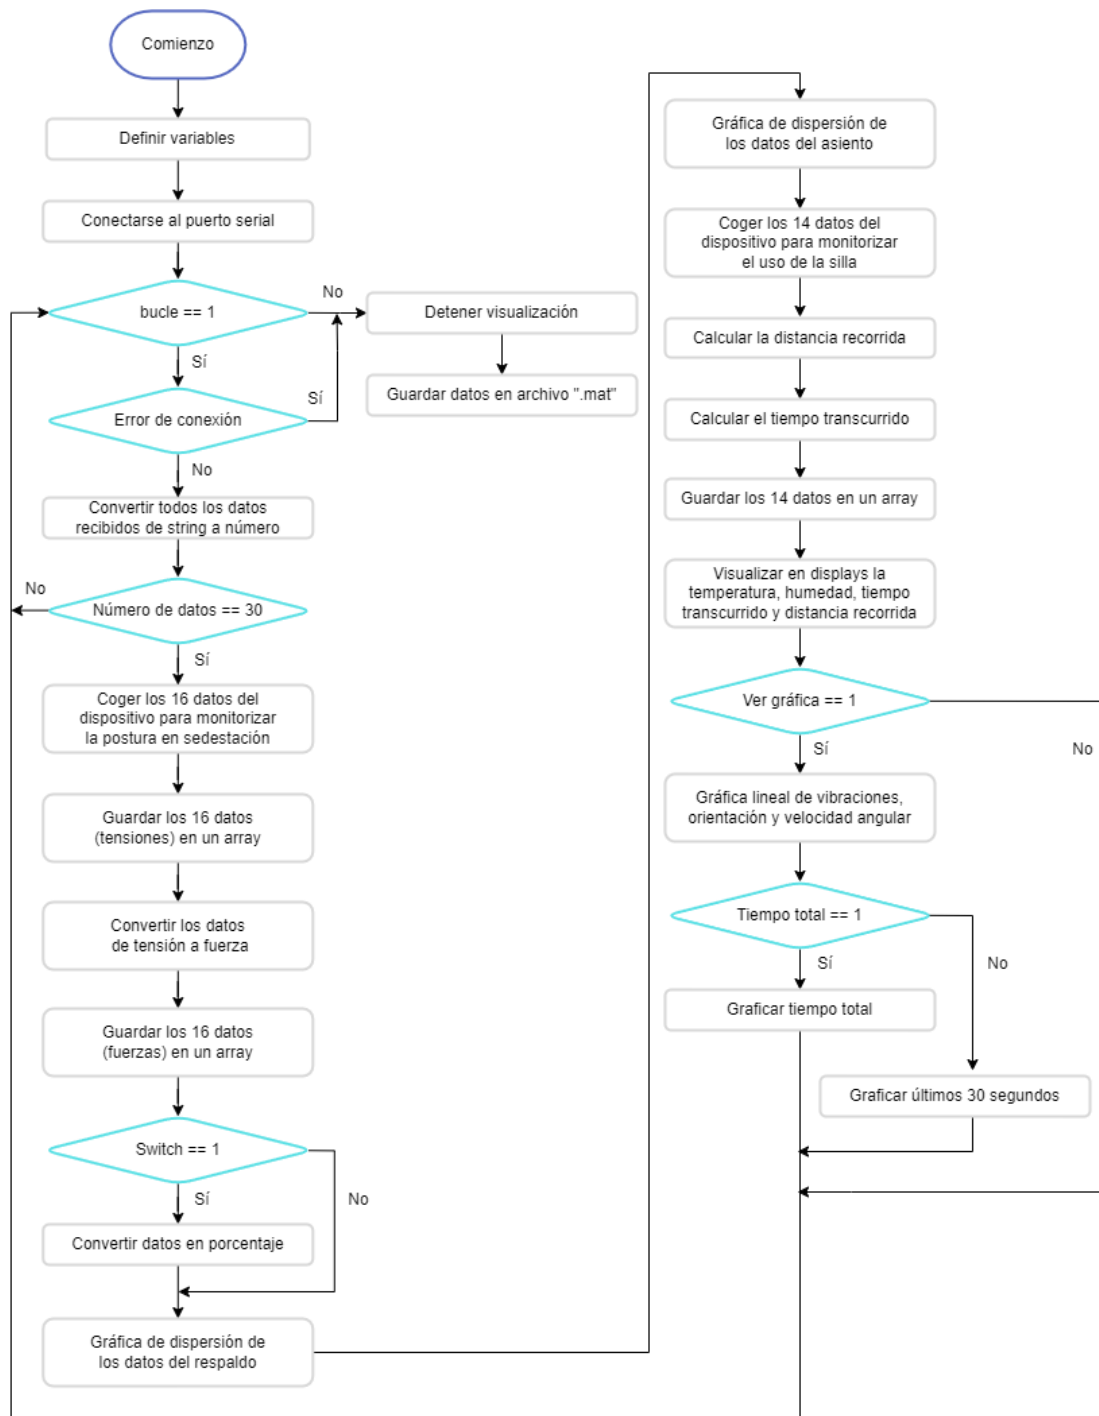 Comienzo
Definir variables
Conectarse al puerto serial
bucle == 1
No
Sí
Detener visualización
Guardar datos en archivo ".mat"
Error de conexión
Sí
No
Convertir todos los datos
recibidos de string a número
Número de datos == 30
No
Sí
Coger los 16 datos del
dispositivo para monitorizar
la postura en sedestación
Guardar los 16 datos
(tensiones) en un array
Convertir los datos
de tensión a fuerza
Guardar los 16 datos
(fuerzas) en un array
Switch == 1
Sí
No
Convertir datos en porcentaje
Gráfica de dispersión de
los datos del respaldo
Gráfica de dispersión de
los datos del asiento
Coger los 14 datos del
dispositivo para monitorizar
el uso de la silla
Calcular la distancia recorrida
Calcular el tiempo transcurrido
Guardar los 14 datos en un array
Visualizar en displays la
temperatura, humedad, tiempo
transcurrido y distancia recorrida
Ver gráfica == 1
Sí
No
Gráfica lineal de vibraciones,
orientación y velocidad angular
Tiempo total == 1
Sí
No
Graficar tiempo total
Graficar últimos 30 segundos